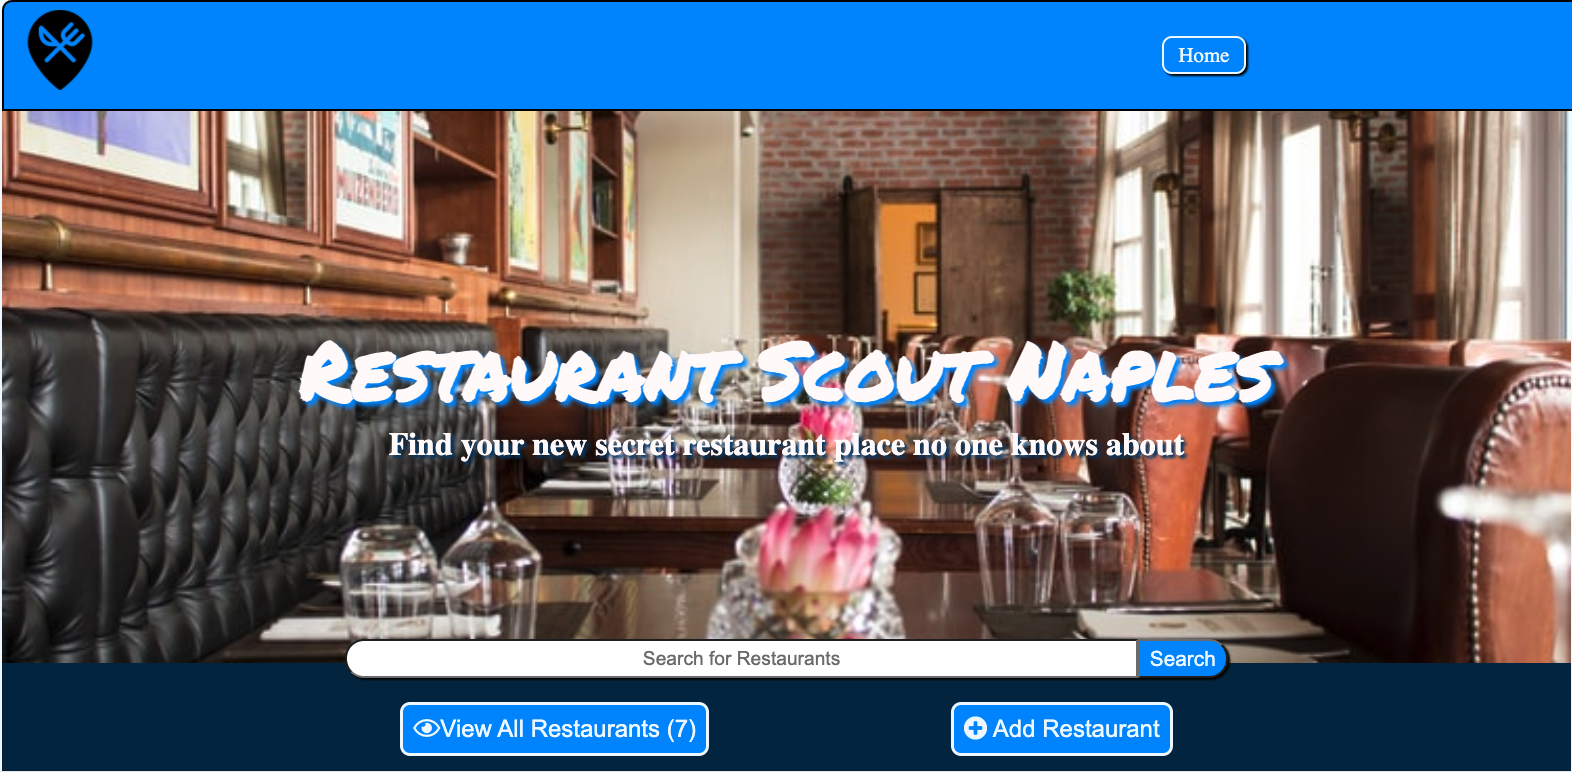 Home
MUIZENBERG
Restaurant Scout Naples
Find your new secret restaurant place no one knows about
Search for Restaurants
Search
View All Restaurants (7)
Add Restaurant